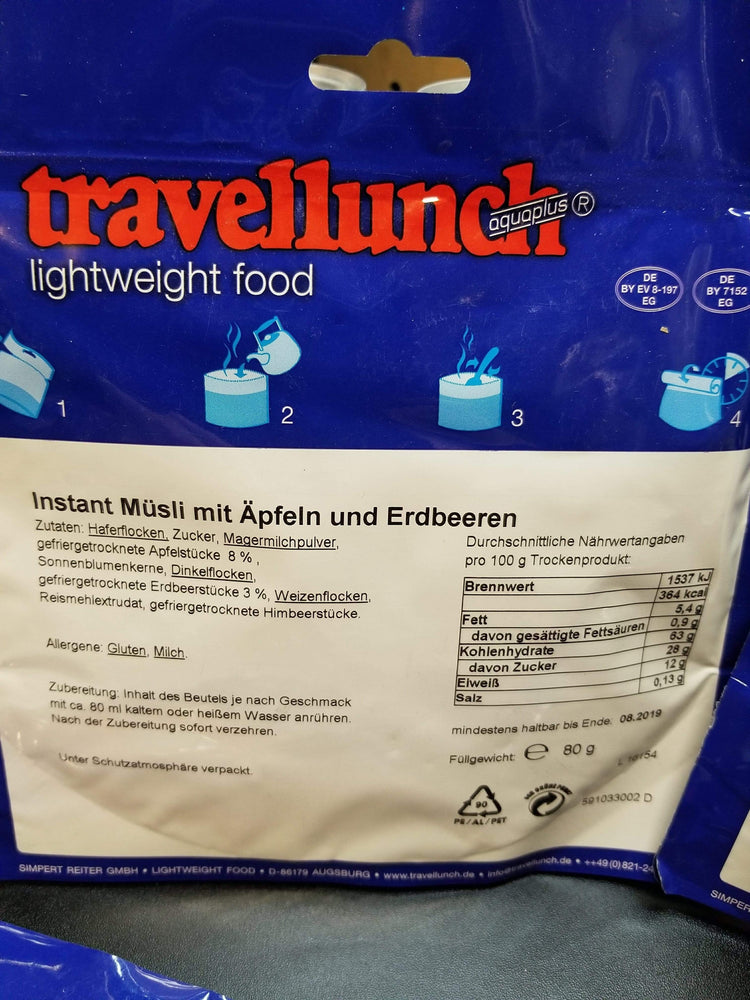 travellunch
aquaplus ®
lightweight food
DE
BY EV 8-197
EG
DE
BY 7152
EG
1
2
3
4
Instant Müsli mit Äpfeln und Erdbeeren
Zutaten: Haferflocken, Zucker, Magermilchpulver,
gefriergetrocknete Apfelstücke 8 % ,
Sonnenblumenkerne, Dinkelflocken,
gefriergetrocknete Erdbeerstücke 3 %, Weizenflocken,
Reismehlextrudat, gefriergetrocknete Himbeerstücke.
Allergene: Gluten, Milch.
Zubereitung: Inhalt des Beutels je nach Geschmack
mit ca. 80 ml kaltem oder heißem Wasser anrühren.
Nach der Zubereitung sofort verzehren.
Unter Schutzatmosphäre verpackt.
Durchschnittliche Nährwertangaben
pro 100 g Trockenprodukt:
Brennwert 1537 kJ
364 kcal
Fett 5,4 g
davon gesättigte Fettsäuren 0,9 g
Kohlenhydrate 63 g
davon Zucker 28 g
Eiweiß 12 g
Salz 0,13 g
mindestens haltbar bis Ende: 08.2019
Füllgewicht: e 80 g
90
PE/AL/PET
591033002 D
SIMPERT REITER GMBH • LIGHTWEIGHT FOOD • D-86179 AUGSBURG • www.travellunch.de • ++49(0)821-24
SIMPER